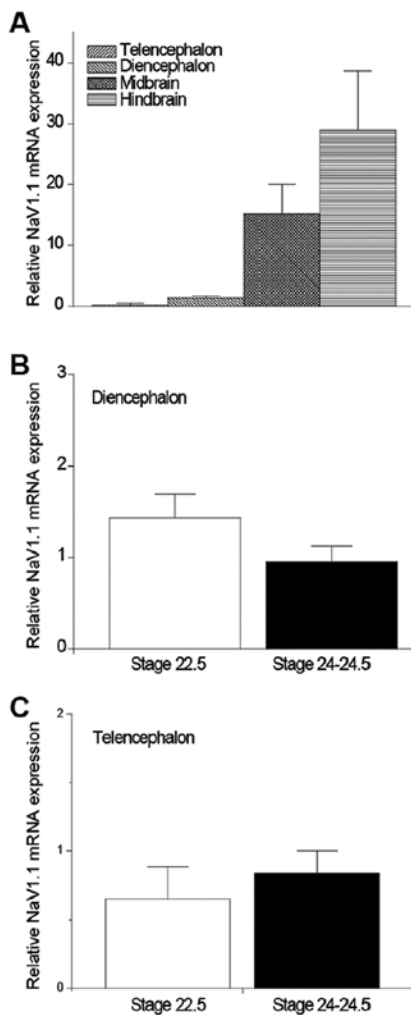 A
Telencephalon
Diencephalon
Midbrain
Hindbrain
Relative NaV1.1 mRNA expression
40
30
20
10
0
B
Diencephalon
Relative NaV1.1 mRNA expression
3
2
1
0
Stage 22.5 Stage 24-24.5
C
Telencephalon
Relative NaV1.1 mRNA expression
2
1
0
Stage 22.5 Stage 24-24.5